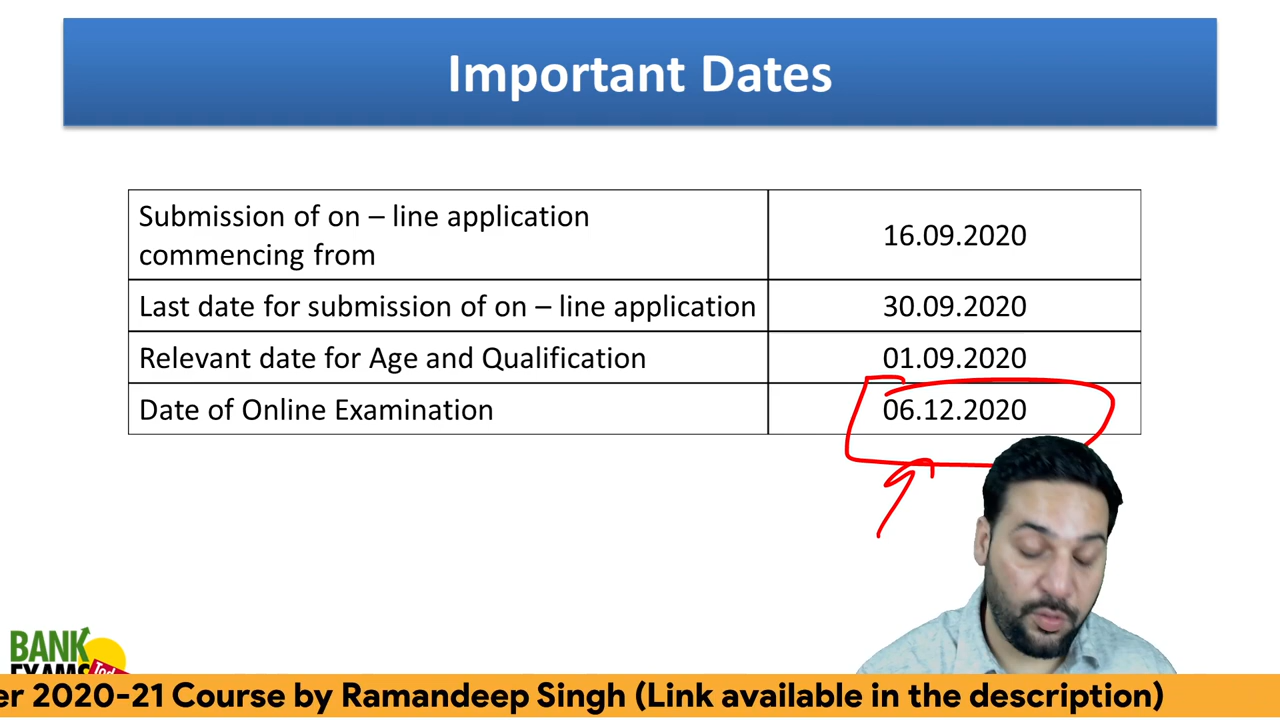 Important Dates
Submission of on – line application
commencing from
16.09.2020
Last date for submission of on – line application
30.09.2020
Relevant date for Age and Qualification
01.09.2020
Date of Online Examination
06.12.2020
BANK
EXAMS Tod
er 2020-21 Course by Ramandeep Singh (Link available in the description)